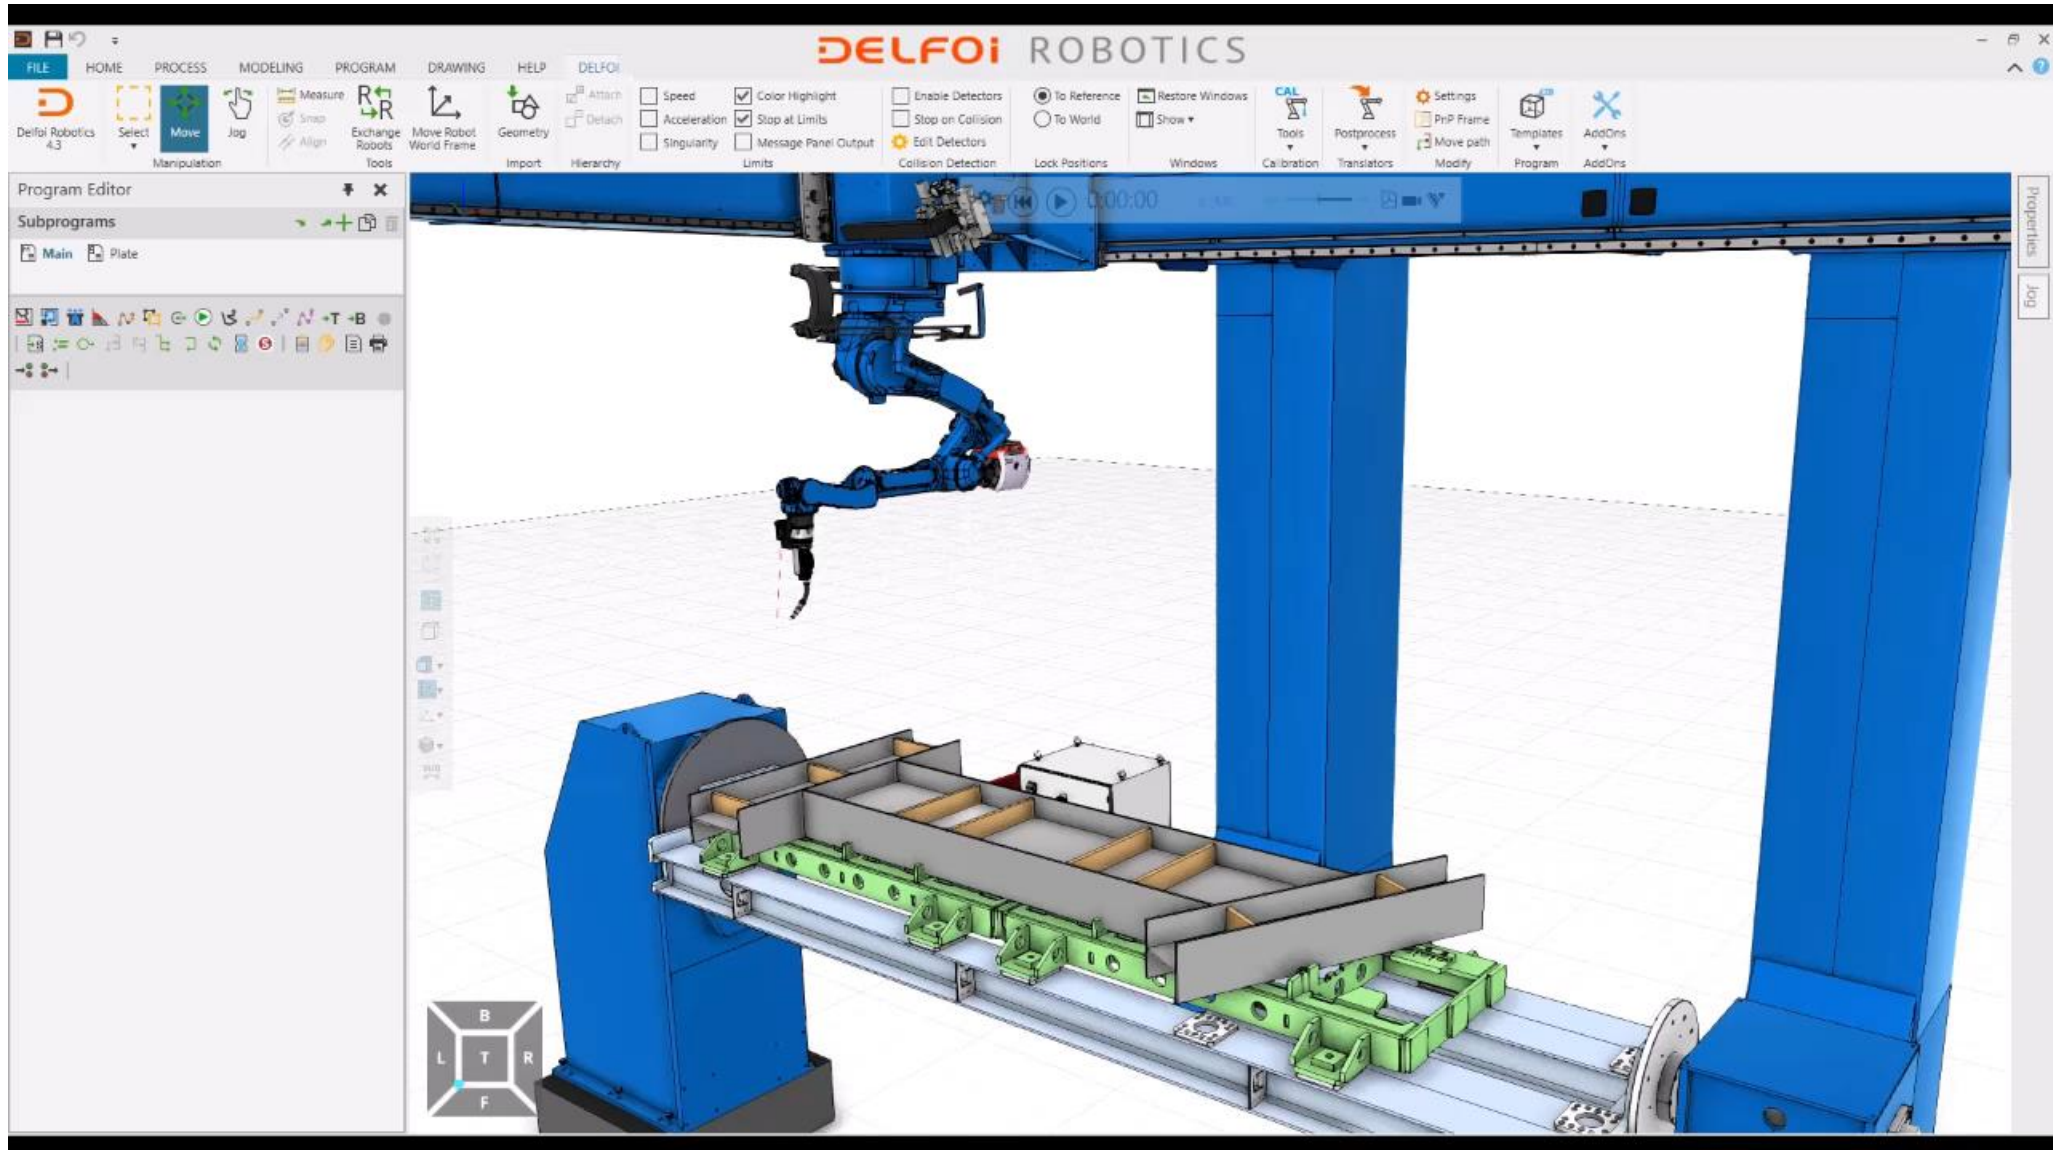 DELFOi ROBOTICS
FILE HOME PROCESS MODELING PROGRAM DRAWING HELP DELFOI
Delfoi Robotics 4.3
Select
Move
Jog
Manipulation
Measure
Snap
Align
Exchange Robots
Move Robot World Frame
Tools
Geometry
Import
Attach
Detach
Hierarchy
Speed
Acceleration
Singularity
Color Highlight
Stop at Limits
Message Panel Output
Limits
Enable Detectors
Stop on Collision
Edit Detectors
Collision Detection
To Reference
To World
Lock Positions
Restore Windows
Show
Windows
CAL
Tools
Calibration
Postprocess
Translators
Settings
PnP Frame
Move path
Modify
Templates
Program
AddOns
AddOns
Program Editor
Subprograms
Main Plate
T B
0:00:00
Properties
Jog
B
L T R
F